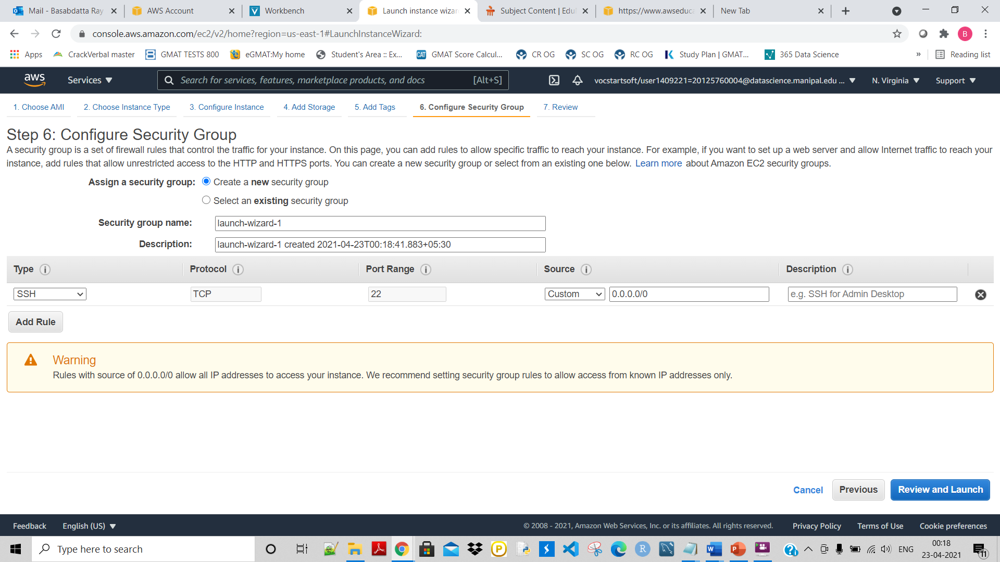 Mail - Basabdatta Ray
AWS Account
Workbench
Launch instance wizar
Subject Content | Edu
https://www.awseduca
New Tab
console.aws.amazon.com/ec2/v2/home?region=us-east-1#LaunchInstanceWizard:
B
Apps
CrackVerbal master
GMAT TESTS 800
eGMAT:My home
Student's Area :: Ex...
CAT
GMAT Score Calcul...
CR OG
SC OG
RC OG
Study Plan | GMAT...
365 Data Science
»
Reading list
aws
Services
Search for services, features, marketplace products, and docs
[Alt+S]
vocstartsoft/user1409221=20125760004@datascience.manipal.edu ...
N. Virginia
Support
1. Choose AMI
2. Choose Instance Type
3. Configure Instance
4. Add Storage
5. Add Tags
6. Configure Security Group
7. Review
Step 6: Configure Security Group
A security group is a set of firewall rules that control the traffic for your instance. On this page, you can add rules to allow specific traffic to reach your instance. For example, if you want to set up a web server and allow Internet traffic to reach your
instance, add rules that allow unrestricted access to the HTTP and HTTPS ports. You can create a new security group or select from an existing one below. Learn more about Amazon EC2 security groups.
Assign a security group:
Create a new security group
Select an existing security group
Security group name:
launch-wizard-1
Description:
launch-wizard-1 created 2021-04-23T00:18:41.883+05:30
Type
Protocol
Port Range
Source
Description
SSH
TCP
22
Custom
0.0.0.0/0
e.g. SSH for Admin Desktop
Add Rule
Warning
Rules with source of 0.0.0.0/0 allow all IP addresses to access your instance. We recommend setting security group rules to allow access from known IP addresses only.
Cancel
Previous
Review and Launch
Feedback
English (US)
© 2008 - 2021, Amazon Web Services, Inc. or its affiliates. All rights reserved.
Privacy Policy
Terms of Use
Cookie preferences
Type here to search
ENG
00:18
23-04-2021
11